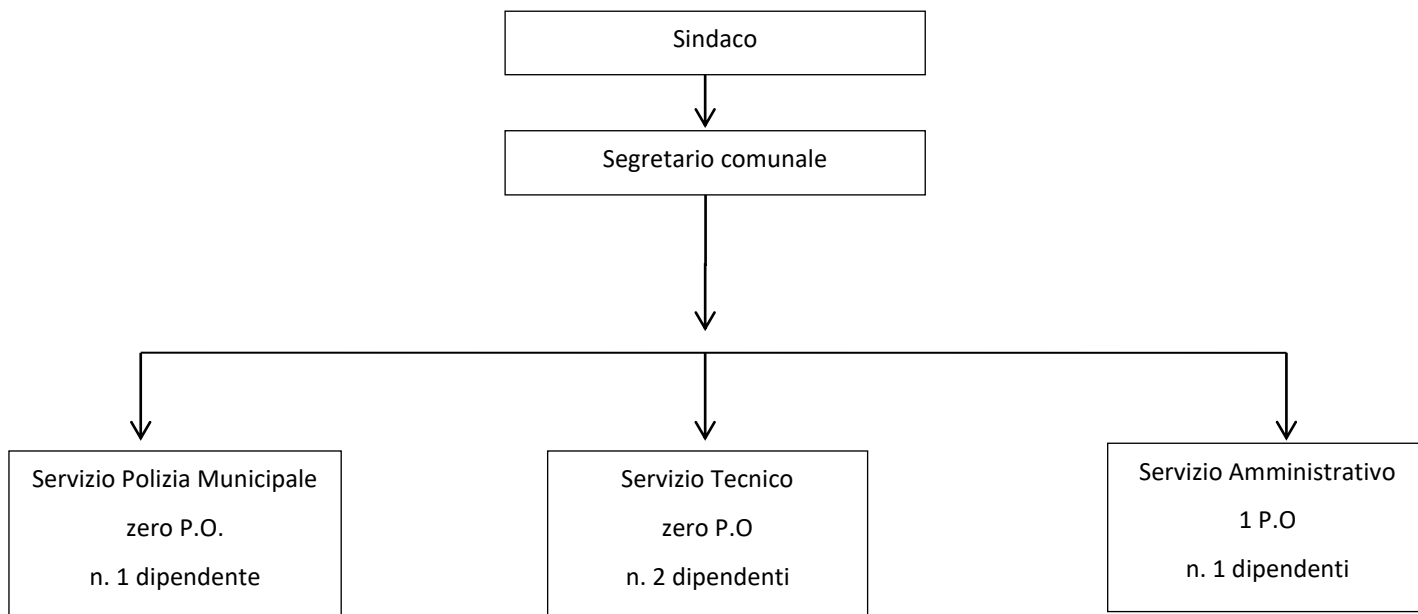 Sindaco
Segretario comunale
Servizio Polizia Municipale
zero P.O.
n. 1 dipendente
Servizio Tecnico
zero P.O
n. 2 dipendenti
Servizio Amministrativo
1 P.O
n. 1 dipendenti